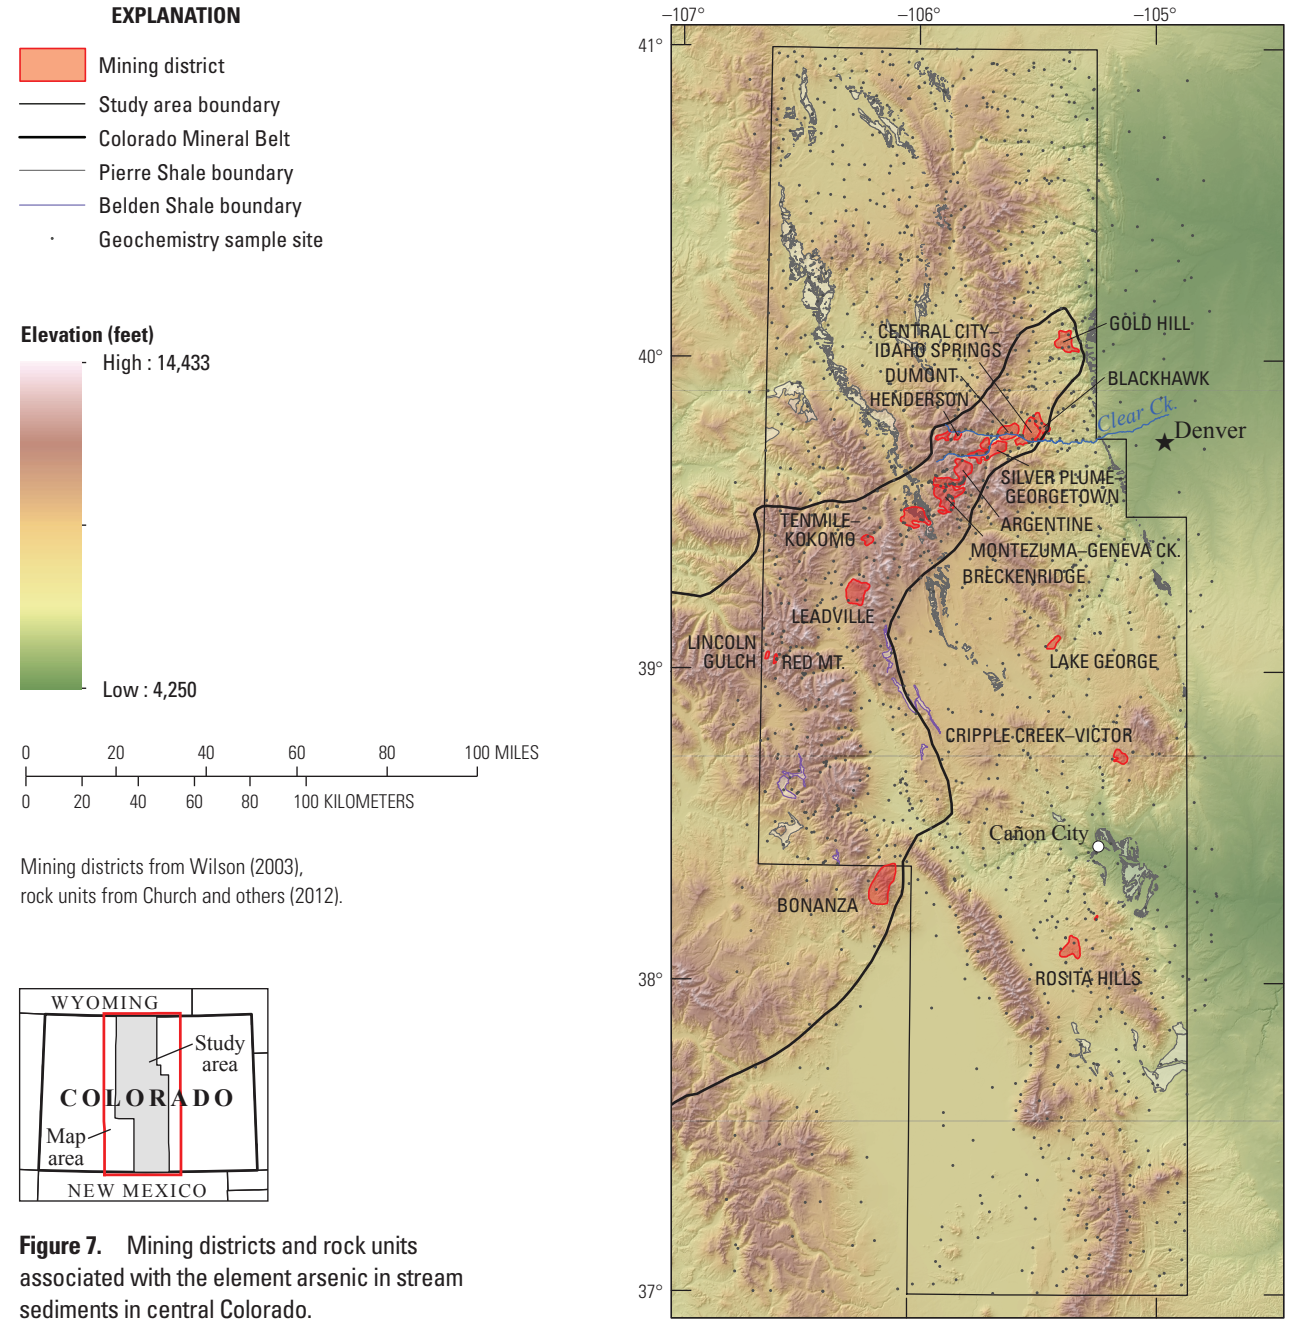 EXPLANATION
Mining district
Study area boundary
Colorado Mineral Belt
Pierre Shale boundary
Belden Shale boundary
Geochemistry sample site
Elevation (feet)
High : 14,433
Low : 4,250
0 20 40 60 80 100 MILES
0 20 40 60 80 100 KILOMETERS
Mining districts from Wilson (2003),
rock units from Church and others (2012).
WYOMING
Study
area
COLORADO
Map
area
NEW MEXICO
Figure 7. Mining districts and rock units
associated with the element arsenic in stream
sediments in central Colorado.
–107° –106° –105°
41°
40°
39°
38°
37°
GOLD HILL
CENTRAL CITY–
IDAHO SPRINGS
DUMONT
HENDERSON
BLACKHAWK
Clear Ck.
Denver
SILVER PLUME–
GEORGETOWN
ARGENTINE
TENMILE–
KOKOMO
MONTEZUMA–GENEVA CK.
BRECKENRIDGE
LEADVILLE
LINCOLN
GULCH
RED MT.
LAKE GEORGE
CRIPPLE CREEK–VICTOR
Cañon City
BONANZA
ROSITA HILLS